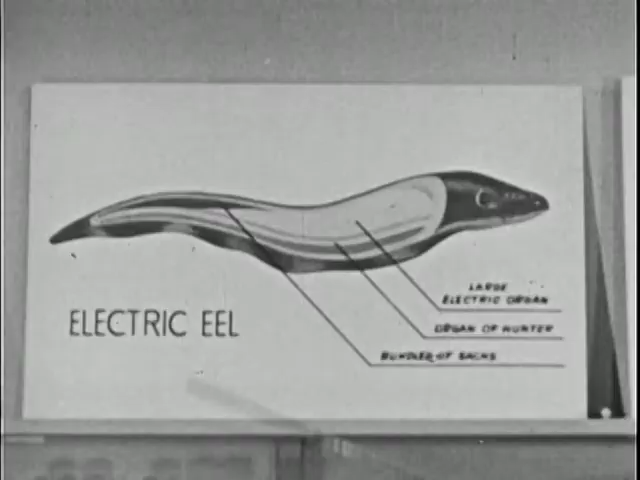 LARGE
ELECTRIC ORGAN
ELECTRIC EEL
ORGAN OF HUNTER
BUNDLES OF SACHS